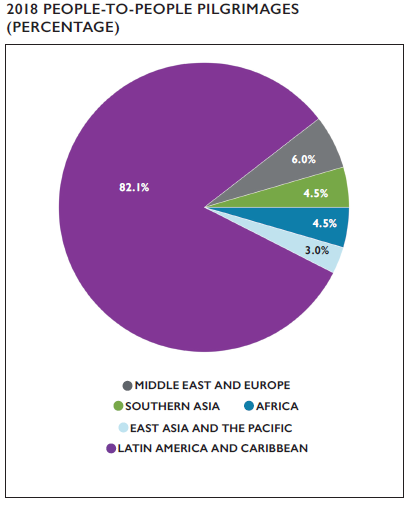 2018 PEOPLE-TO-PEOPLE PILGRIMAGES
(PERCENTAGE)
6.0%
82.1%
4.5%
4.5%
3.0%
MIDDLE EAST AND EUROPE
SOUTHERN ASIA AFRICA
EAST ASIA AND THE PACIFIC
LATIN AMERICA AND CARIBBEAN